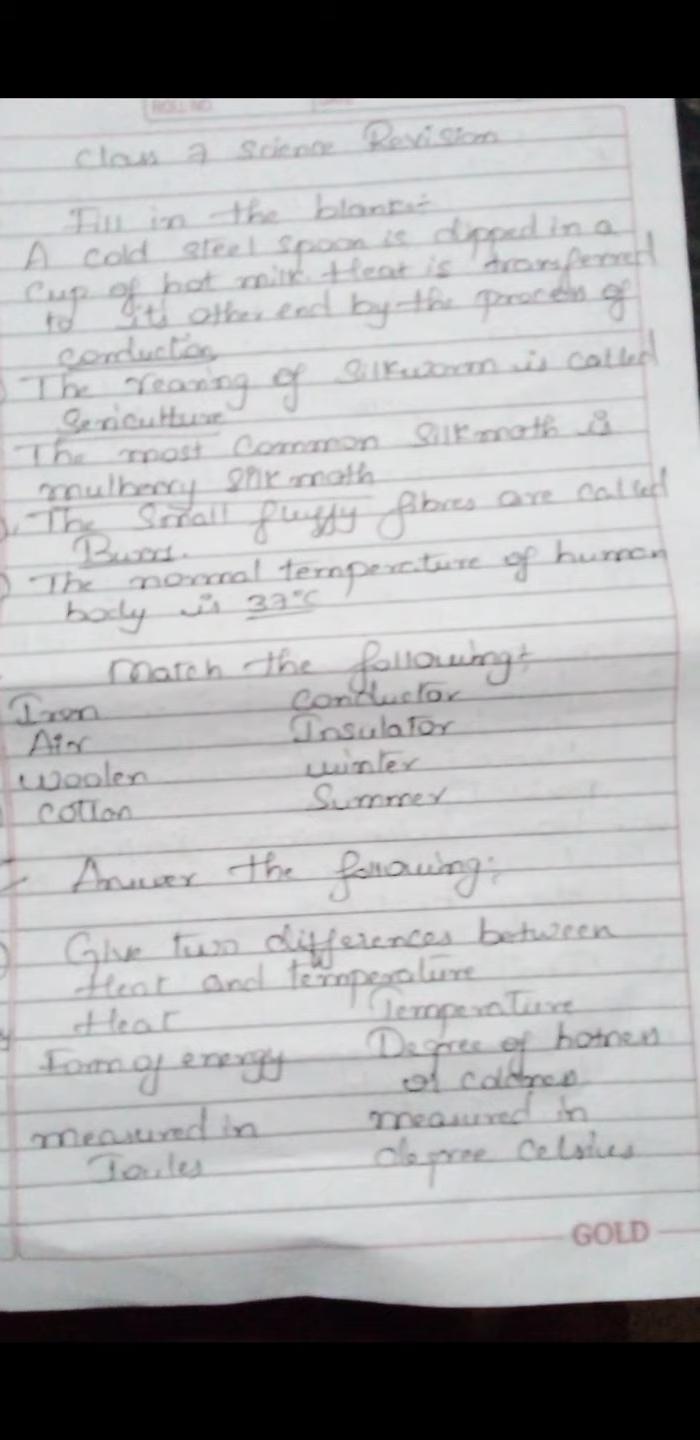 Class 7 Science Revision
Fill in the blanks:-
A cold steel spoon is dipped in a
Cup of hot milk. Heat is transferred
to its other end by the process of
conduction
The rearing of silkworm is called
Sericulture
The most common silk moth is
mulberry silk moth
The small fluffy fibres are called
Burrs.
The normal temperature of human
body is 37°C
Match the following:
Iron Conductor
Air Insulator
Woolen winter
Cotton Summer
Answer the following:
Give two differences between
Heat and temperature
Heat Temperature
Form of energy Degree of hotness
of coldness
measured in measured in
Joules degree Celsius
GOLD